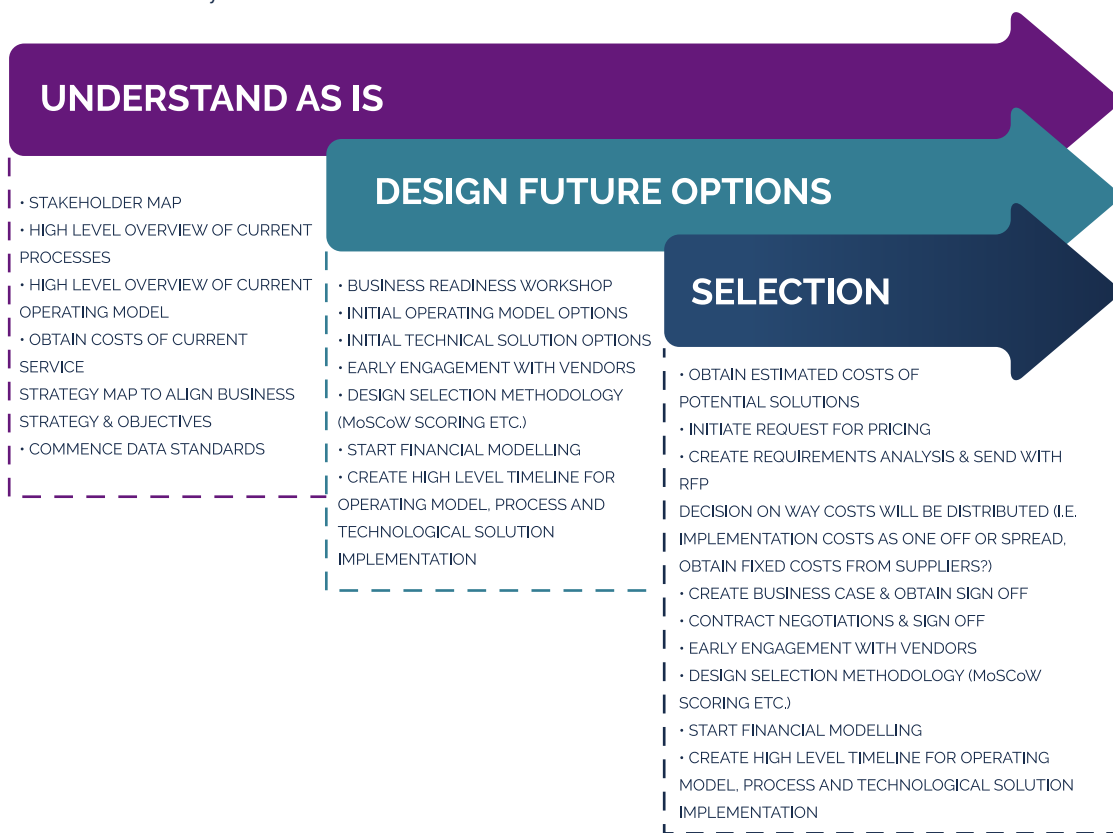 UNDERSTAND AS IS
• STAKEHOLDER MAP
• HIGH LEVEL OVERVIEW OF CURRENT
PROCESSES
• HIGH LEVEL OVERVIEW OF CURRENT
OPERATING MODEL
• OBTAIN COSTS OF CURRENT
SERVICE
STRATEGY MAP TO ALIGN BUSINESS
STRATEGY & OBJECTIVES
• COMMENCE DATA STANDARDS
DESIGN FUTURE OPTIONS
• BUSINESS READINESS WORKSHOP
• INITIAL OPERATING MODEL OPTIONS
• INITIAL TECHNICAL SOLUTION OPTIONS
• EARLY ENGAGEMENT WITH VENDORS
• DESIGN SELECTION METHODOLOGY
(MoSCoW SCORING ETC.)
• START FINANCIAL MODELLING
• CREATE HIGH LEVEL TIMELINE FOR
OPERATING MODEL, PROCESS AND
TECHNOLOGICAL SOLUTION
IMPLEMENTATION
SELECTION
• OBTAIN ESTIMATED COSTS OF
POTENTIAL SOLUTIONS
• INITIATE REQUEST FOR PRICING
• CREATE REQUIREMENTS ANALYSIS & SEND WITH
RFP
DECISION ON WAY COSTS WILL BE DISTRIBUTED (I.E.
IMPLEMENTATION COSTS AS ONE OFF OR SPREAD,
OBTAIN FIXED COSTS FROM SUPPLIERS?)
• CREATE BUSINESS CASE & OBTAIN SIGN OFF
• CONTRACT NEGOTIATIONS & SIGN OFF
• EARLY ENGAGEMENT WITH VENDORS
• DESIGN SELECTION METHODOLOGY (MoSCoW
SCORING ETC.)
• START FINANCIAL MODELLING
• CREATE HIGH LEVEL TIMELINE FOR OPERATING
MODEL, PROCESS AND TECHNOLOGICAL SOLUTION
IMPLEMENTATION